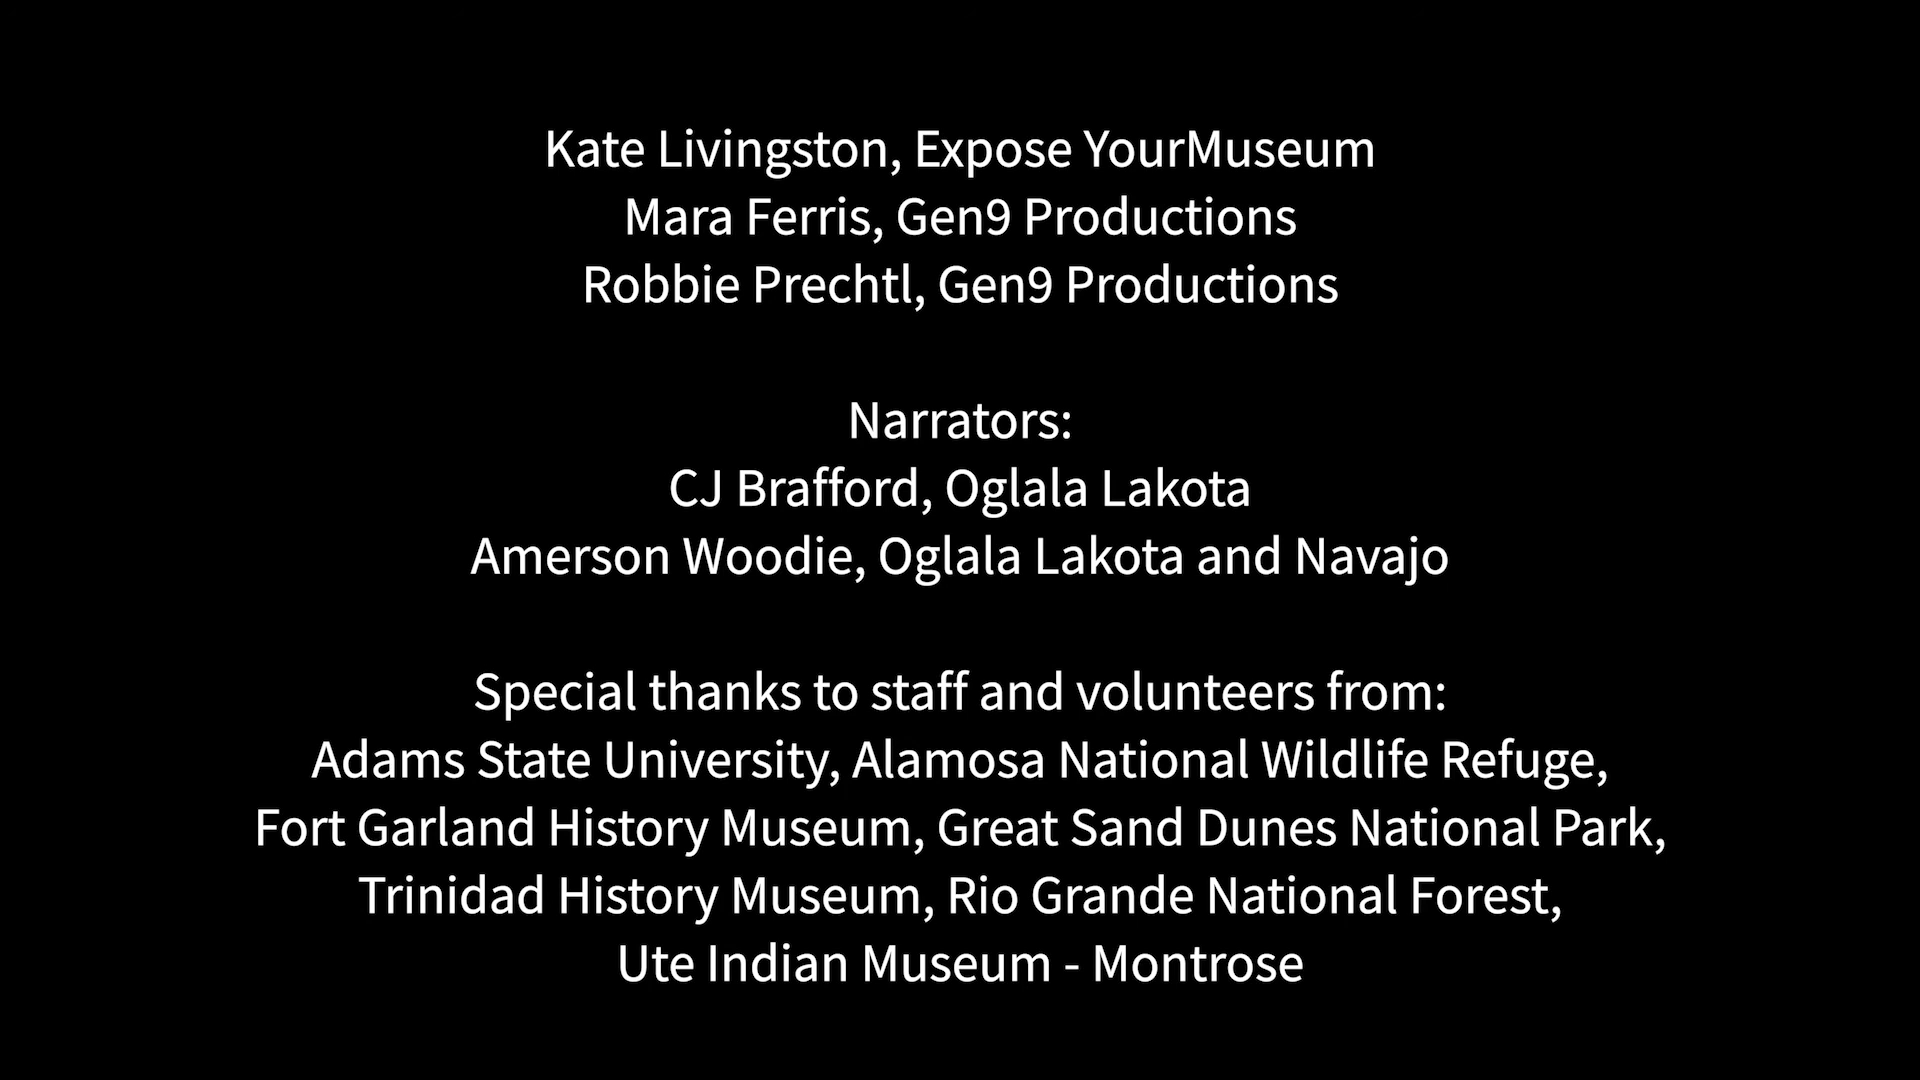 Kate Livingston, Expose YourMuseum
Mara Ferris, Gen9 Productions
Robbie Prechtl, Gen9 Productions
Narrators:
CJ Brafford, Oglala Lakota
Amerson Woodie, Oglala Lakota and Navajo
Special thanks to staff and volunteers from:
Adams State University, Alamosa National Wildlife Refuge,
Fort Garland History Museum, Great Sand Dunes National Park,
Trinidad History Museum, Rio Grande National Forest,
Ute Indian Museum - Montrose